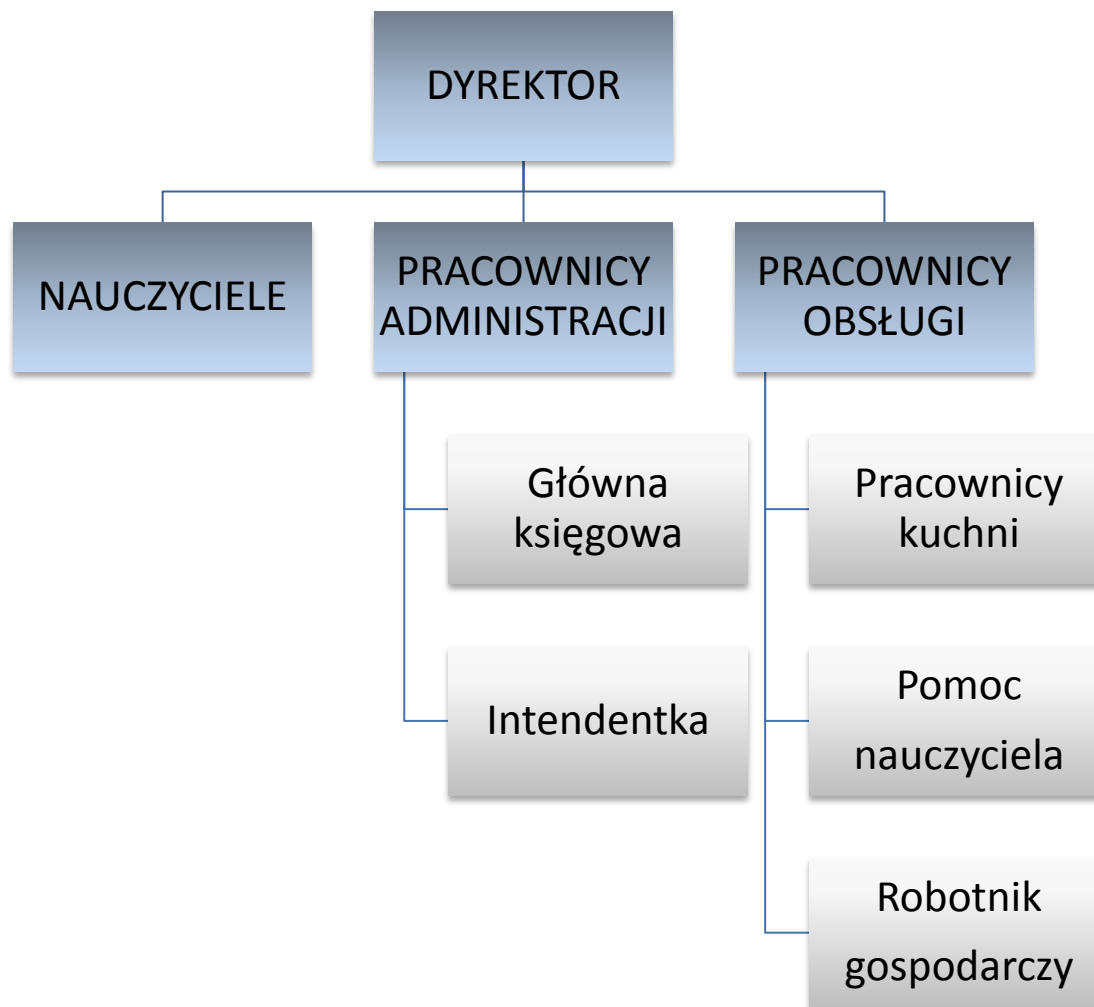 DYREKTOR
NAUCZYCIELE
PRACOWNICY
ADMINISTRACJI
PRACOWNICY
OBSŁUGI
Główna
księgowa
Intendentka
Pracownicy
kuchni
Pomoc
nauczyciela
Robotnik
gospodarczy